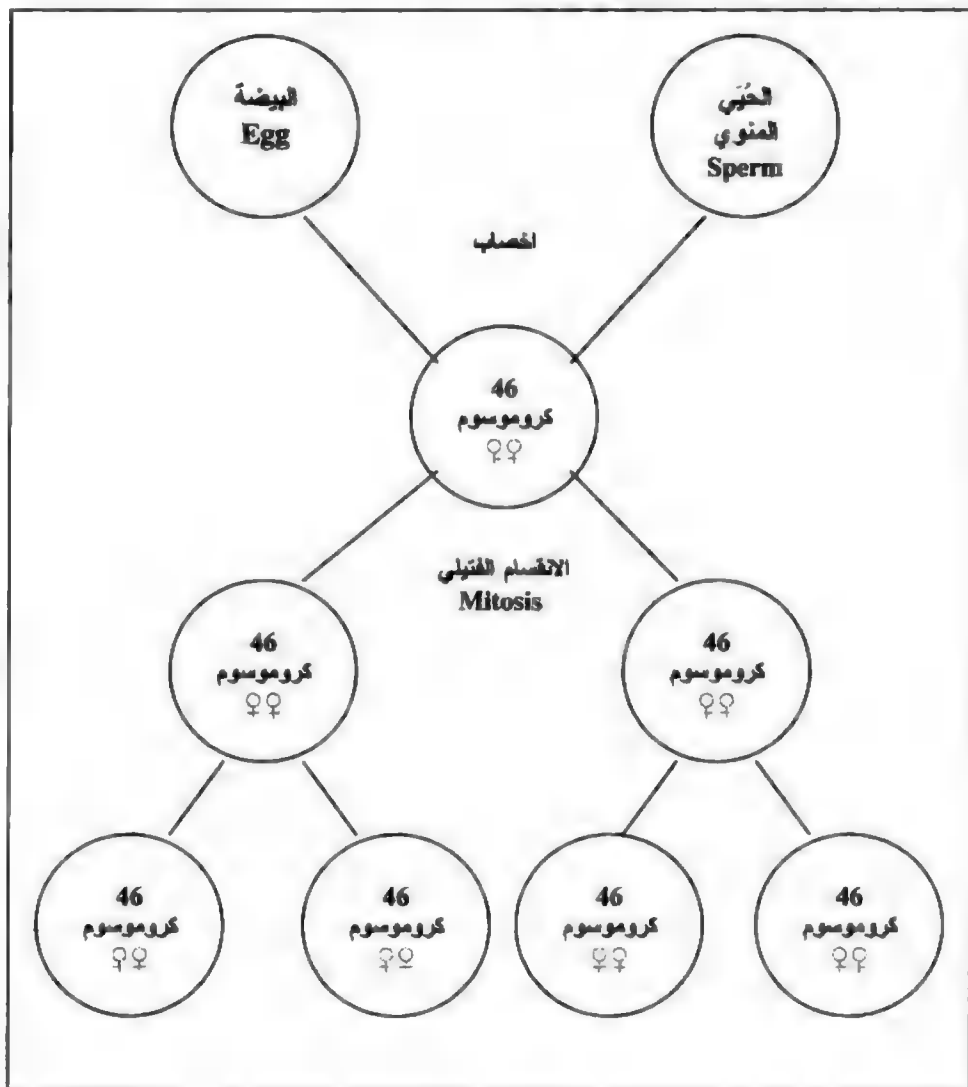 البيضة
Egg
الحُيَي
المنوي
Sperm
اخصاب
46
كروموسوم
♀♀
الانقسام الفتيلي
Mitosis
46
كروموسوم
♀♀
46
كروموسوم
♀♀
46
كروموسوم
♀♀
46
كروموسوم
♀♀
46
كروموسوم
♀♀
46
كروموسوم
♀♀